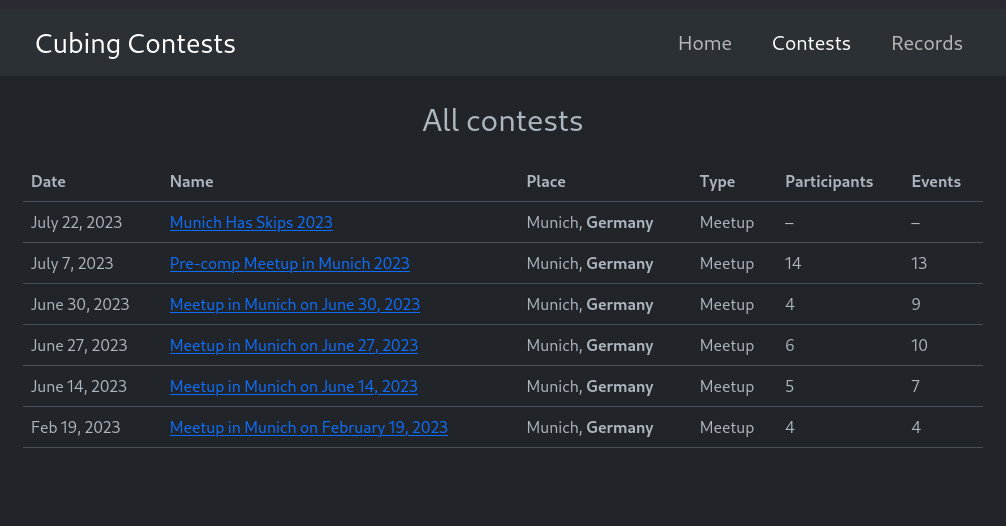 Cubing Contests Home Contests Records
All contests
Date Name Place Type Participants Events
July 22, 2023 Munich Has Skips 2023 Munich, Germany Meetup – –
July 7, 2023 Pre-comp Meetup in Munich 2023 Munich, Germany Meetup 14 13
June 30, 2023 Meetup in Munich on June 30, 2023 Munich, Germany Meetup 4 9
June 27, 2023 Meetup in Munich on June 27, 2023 Munich, Germany Meetup 6 10
June 14, 2023 Meetup in Munich on June 14, 2023 Munich, Germany Meetup 5 7
Feb 19, 2023 Meetup in Munich on February 19, 2023 Munich, Germany Meetup 4 4